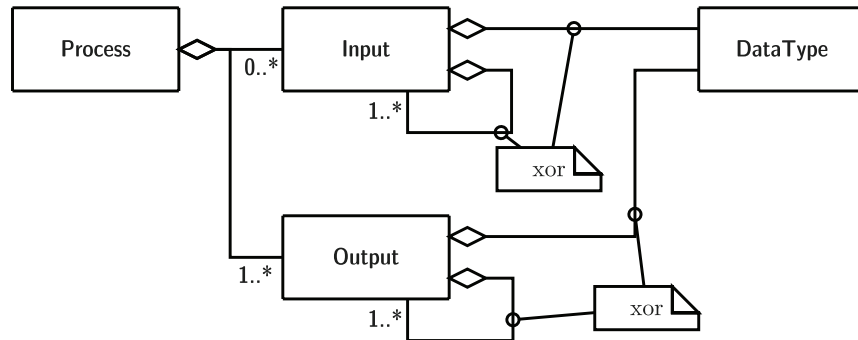 Process
Input
DataType
0..*
1..*
xor
Output
1..*
1..*
xor